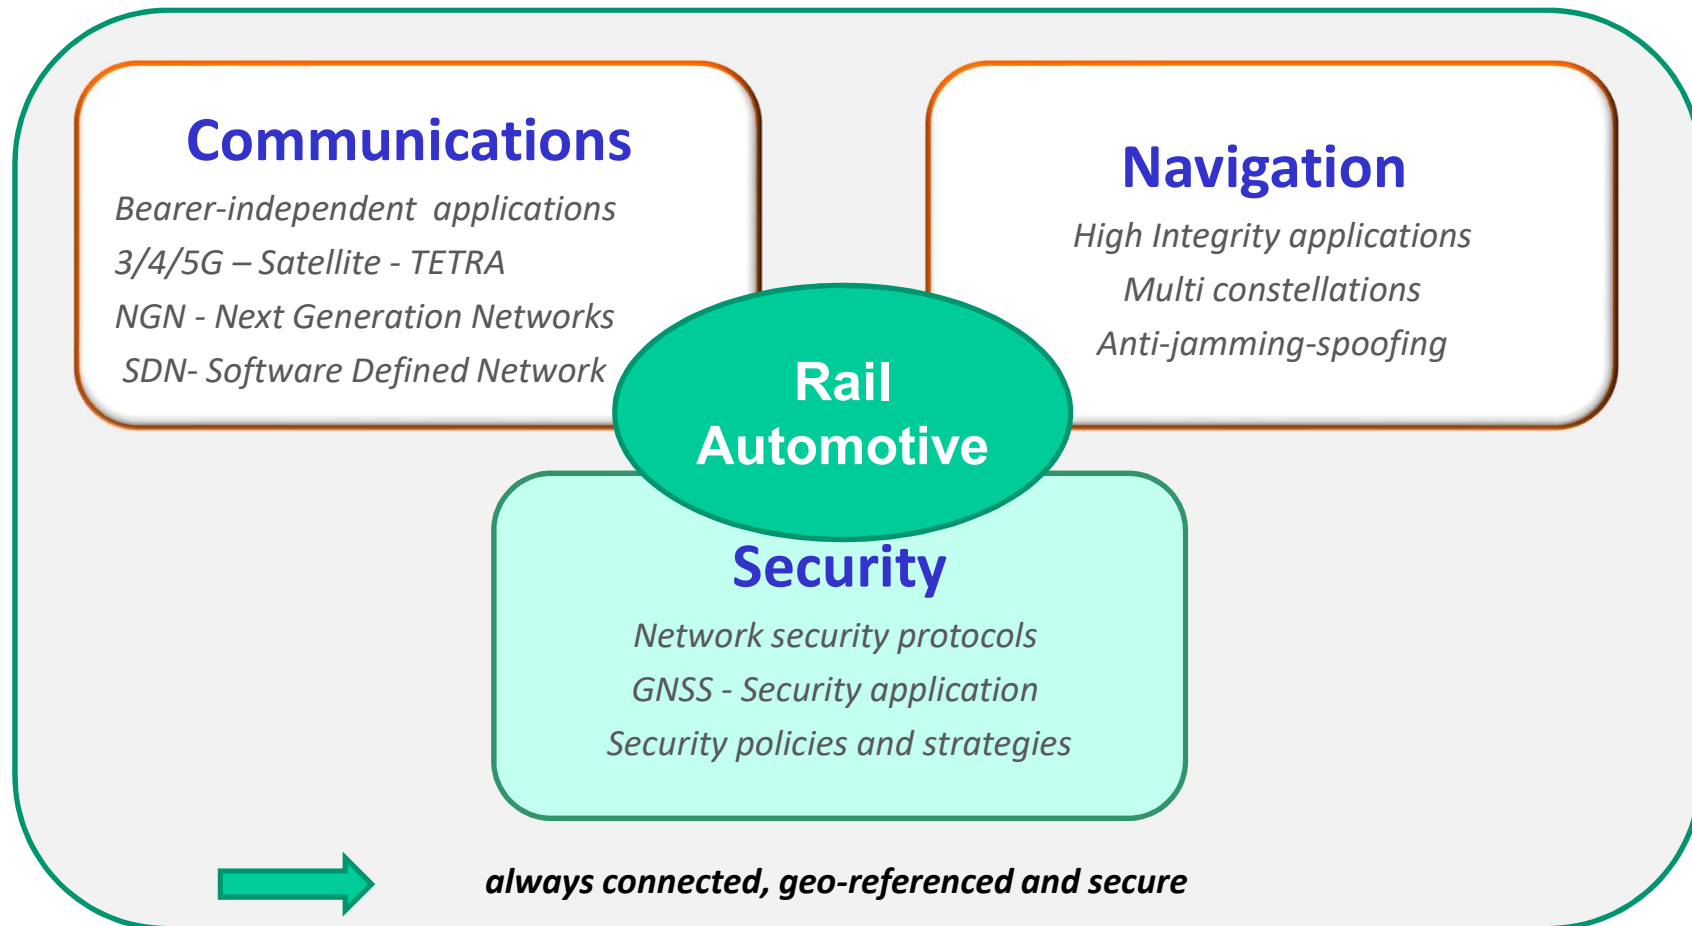 Communications
Bearer-independent applications
3/4/5G – Satellite - TETRA
NGN - Next Generation Networks
SDN- Software Defined Network
Navigation
High Integrity applications
Multi constellations
Anti-jamming-spoofing
Rail
Automotive
Security
Network security protocols
GNSS - Security application
Security policies and strategies
always connected, geo-referenced and secure